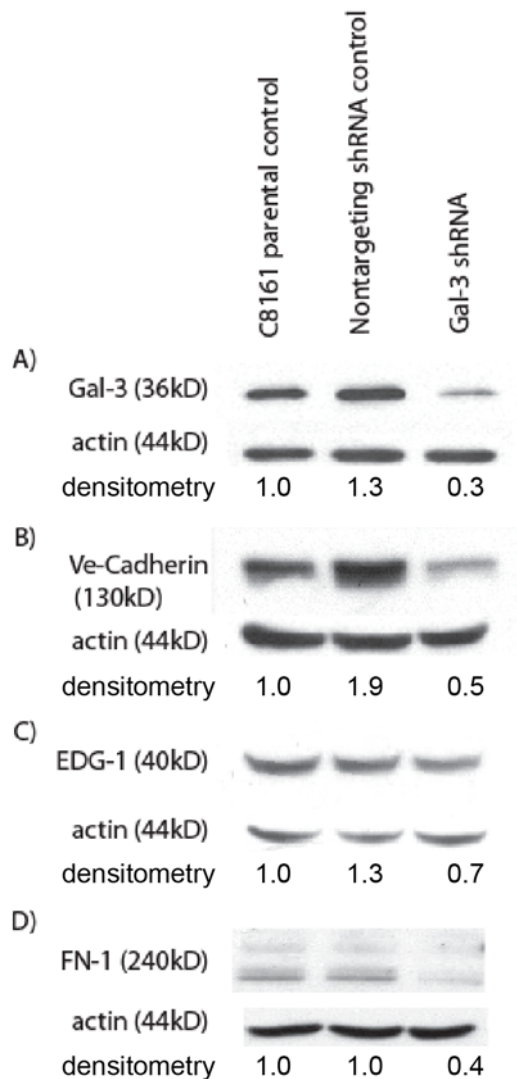 C8161 parental control
Nontargeting shRNA control
Gal-3 shRNA
A)
Gal-3 (36kD)
actin (44kD)
densitometry 1.0 1.3 0.3
B)
Ve-Cadherin
(130kD)
actin (44kD)
densitometry 1.0 1.9 0.5
C)
EDG-1 (40kD)
actin (44kD)
densitometry 1.0 1.3 0.7
D)
FN-1 (240kD)
actin (44kD)
densitometry 1.0 1.0 0.4